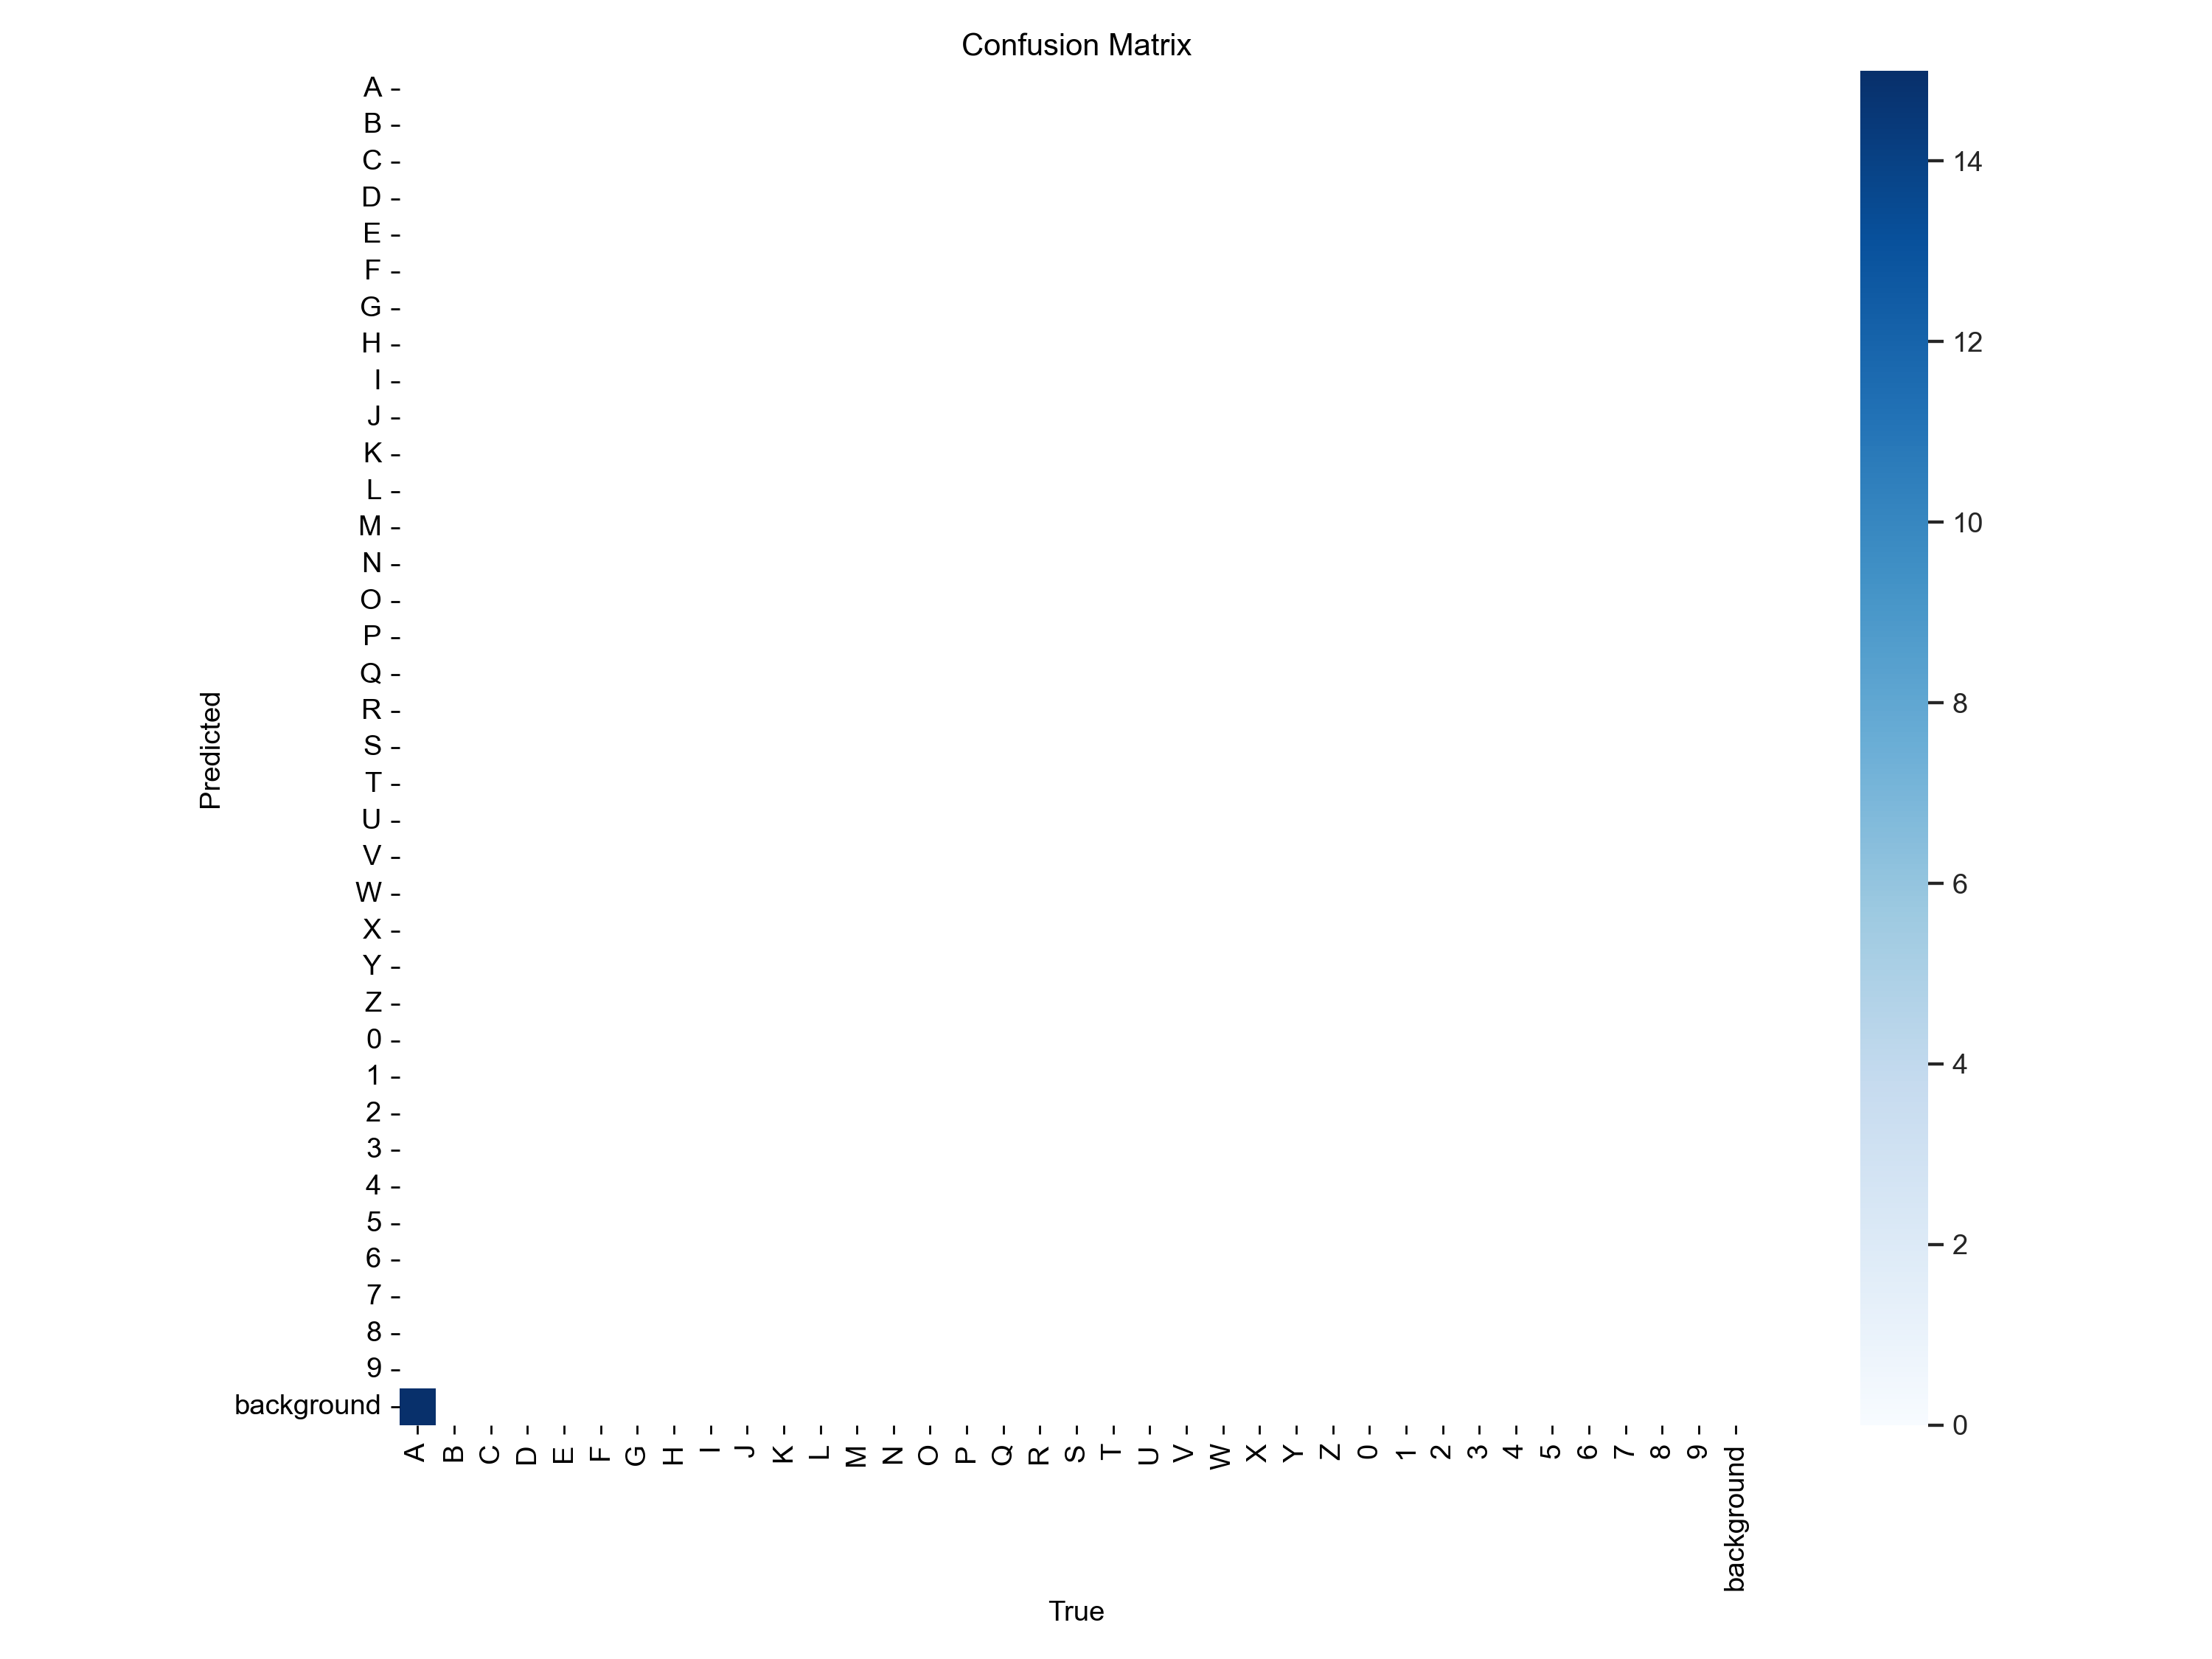 Confusion Matrix
A
B
C
D
E
F
G
H
I
J
K
L
M
N
O
P
Q
R
S
T
U
V
W
X
Y
Z
0
1
2
3
4
5
6
7
8
9
background
Predicted
A B C D E F G H I J K L M N O P Q R S T U V W X Y Z 0 1 2 3 4 5 6 7 8 9 background
True
14
12
10
8
6
4
2
0